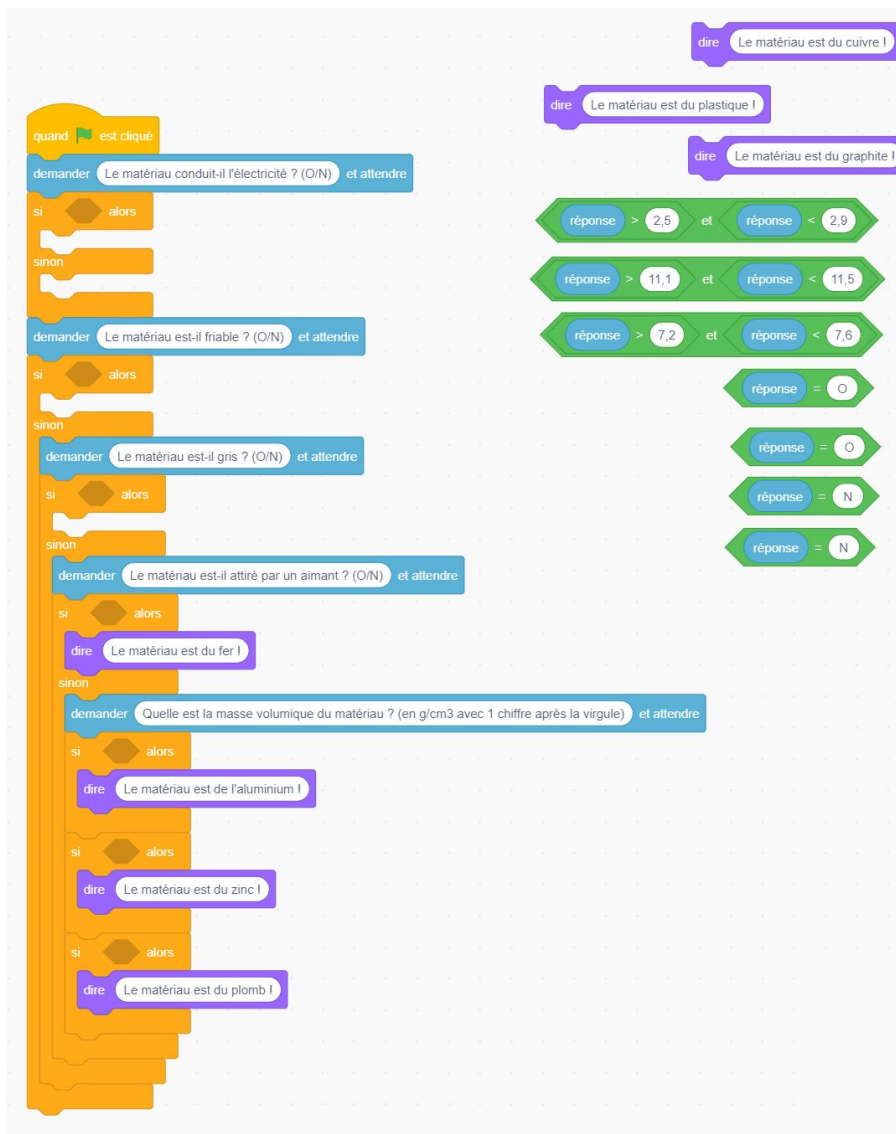 dire Le matériau est du cuivre !
dire Le matériau est du plastique !
quand est cliqué
dire Le matériau est du graphite !
demander Le matériau conduit-il l'électricité ? (O/N) et attendre
si alors
réponse > 2,5 et réponse < 2,9
sinon
réponse > 11,1 et réponse < 11,5
demander Le matériau est-il friable ? (O/N) et attendre
réponse > 7,2 et réponse < 7,6
si alors
réponse = O
sinon
demander Le matériau est-il gris ? (O/N) et attendre
réponse = O
si alors
réponse = N
sinon
réponse = N
demander Le matériau est-il attiré par un aimant ? (O/N) et attendre
si alors
dire Le matériau est du fer !
sinon
demander Quelle est la masse volumique du matériau ? (en g/cm3 avec 1 chiffre après la virgule) et attendre
si alors
dire Le matériau est de l'aluminium !
si alors
dire Le matériau est du zinc !
si alors
dire Le matériau est du plomb !